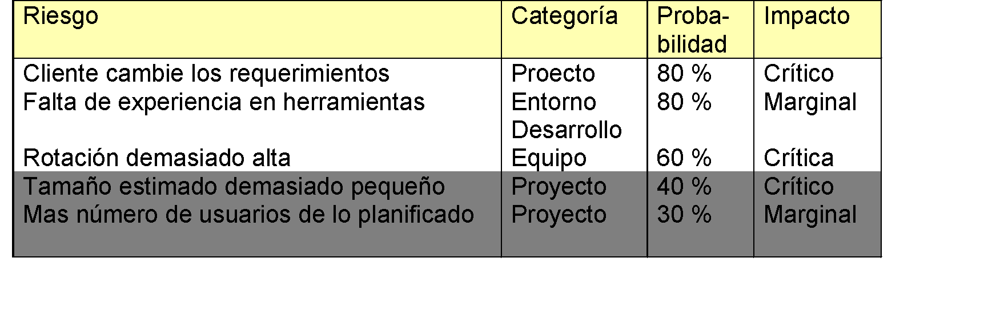 Riesgo Categoría Proba- Impacto
bilidad
Cliente cambie los requerimientos Proecto 80 % Crítico
Falta de experiencia en herramientas Entorno 80 % Marginal
Desarrollo
Rotación demasiado alta Equipo 60 % Crítica
Tamaño estimado demasiado pequeño Proyecto 40 % Crítico
Mas número de usuarios de lo planificado Proyecto 30 % Marginal